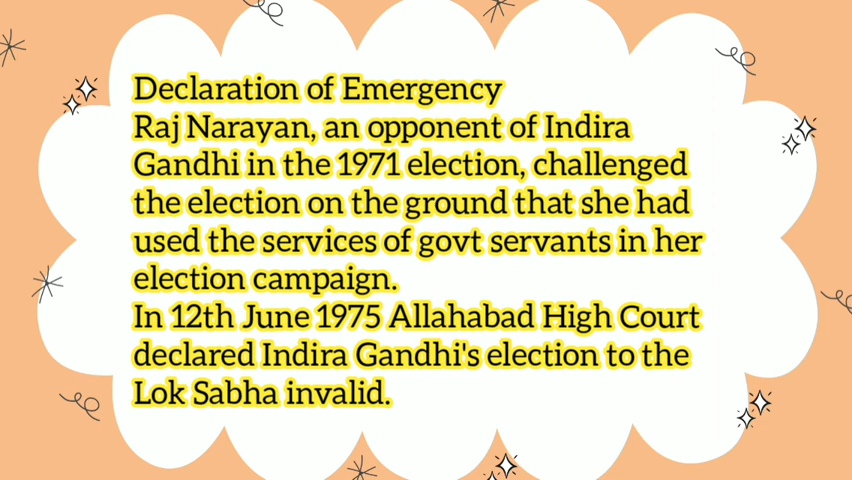 Declaration of Emergency
Raj Narayan, an opponent of Indira
Gandhi in the 1971 election, challenged
the election on the ground that she had
used the services of govt servants in her
election campaign.
In 12th June 1975 Allahabad High Court
declared Indira Gandhi's election to the
Lok Sabha invalid.